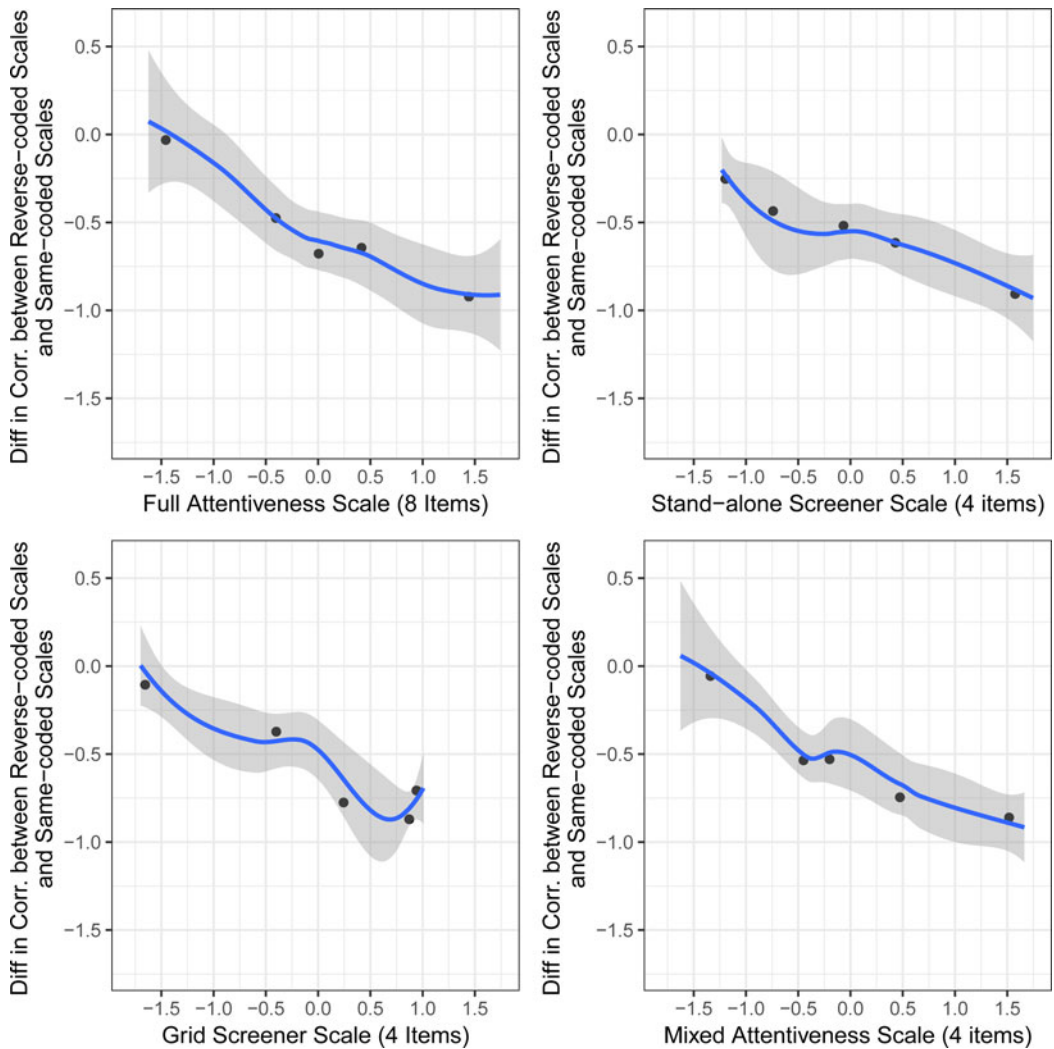 Diff in Corr. between Reverse−coded Scales
and Same−coded Scales
0.5
0.0
−0.5
−1.0
−1.5
−1.5 −1.0 −0.5 0.0 0.5 1.0 1.5
Full Attentiveness Scale (8 Items)
Diff in Corr. between Reverse−coded Scales
and Same−coded Scales
0.5
0.0
−0.5
−1.0
−1.5
−1.5 −1.0 −0.5 0.0 0.5 1.0 1.5
Stand−alone Screener Scale (4 items)
Diff in Corr. between Reverse−coded Scales
and Same−coded Scales
0.5
0.0
−0.5
−1.0
−1.5
−1.5 −1.0 −0.5 0.0 0.5 1.0 1.5
Grid Screener Scale (4 Items)
Diff in Corr. between Reverse−coded Scales
and Same−coded Scales
0.5
0.0
−0.5
−1.0
−1.5
−1.5 −1.0 −0.5 0.0 0.5 1.0 1.5
Mixed Attentiveness Scale (4 items)